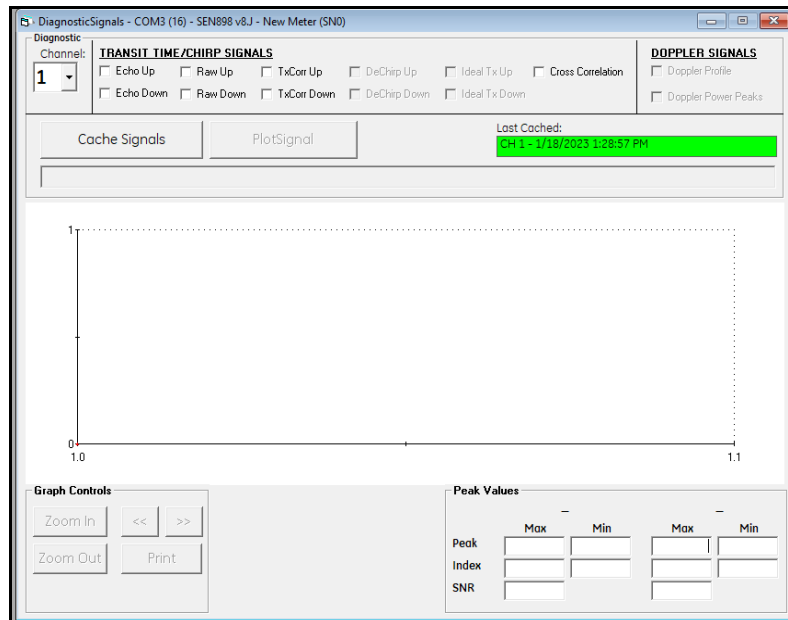 DiagnosticSignals - COM3 (16) - SEN898 v8.J - New Meter (SN0)
Diagnostic
Channel:
1
TRANSIT TIME/CHIRP SIGNALS
Echo Up Raw Up TxCorr Up DeChirp Up Ideal Tx Up Cross Correlation
Echo Down Raw Down TxCorr Down DeChirp Down Ideal Tx Down
DOPPLER SIGNALS
Doppler Profile
Doppler Power Peaks
Cache Signals
PlotSignal
Last Cached:
CH 1 - 1/18/2023 1:28:57 PM
1
0
1.0 1.1
Graph Controls
Zoom In << >>
Zoom Out Print
Peak Values
– –
Max Min Max Min
Peak
Index
SNR